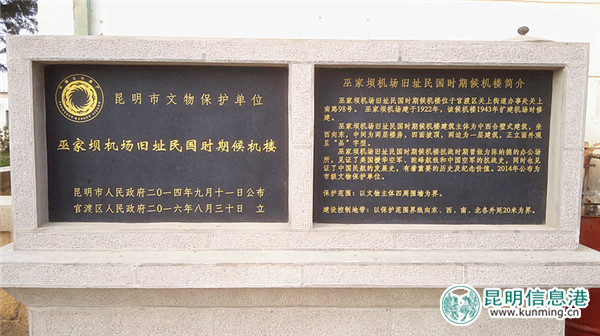 昆明市文物保护单位
巫家坝机场旧址民国时期候机楼
昆明市人民政府二〇一四年九月十一日公布
官渡区人民政府二〇一六年八月三十日 立
巫家坝机场旧址民国时期候机楼简介
巫家坝机场旧址民国时期候机楼位于官渡区关上街道办事处关上
南路98号。巫家坝机场建于1922年，该候机楼1943年扩建机场时修
建。
巫家坝机场旧址民国时期候机楼建筑主体为中西合璧式建筑，坐
西向东，中间为两层楼房，四面坡顶，两边为一层建筑，正立面外观
呈“品”字型。
巫家坝机场旧址民国时期候机楼抗战时期曾做为陈纳德的办公场
所，见证了美国援华空军、驼峰航线和中国空军的抗战史，同时也见
证了中国民航的发展史，有着重要的历史及纪念价值。2014年公布为
市级文物保护单位。
保护范围：以文物主体四周围墙为界。
建设控制地带：以保护范围界线向东、西、南、北各外延20米为界。
昆明信息港
www.kunming.cn